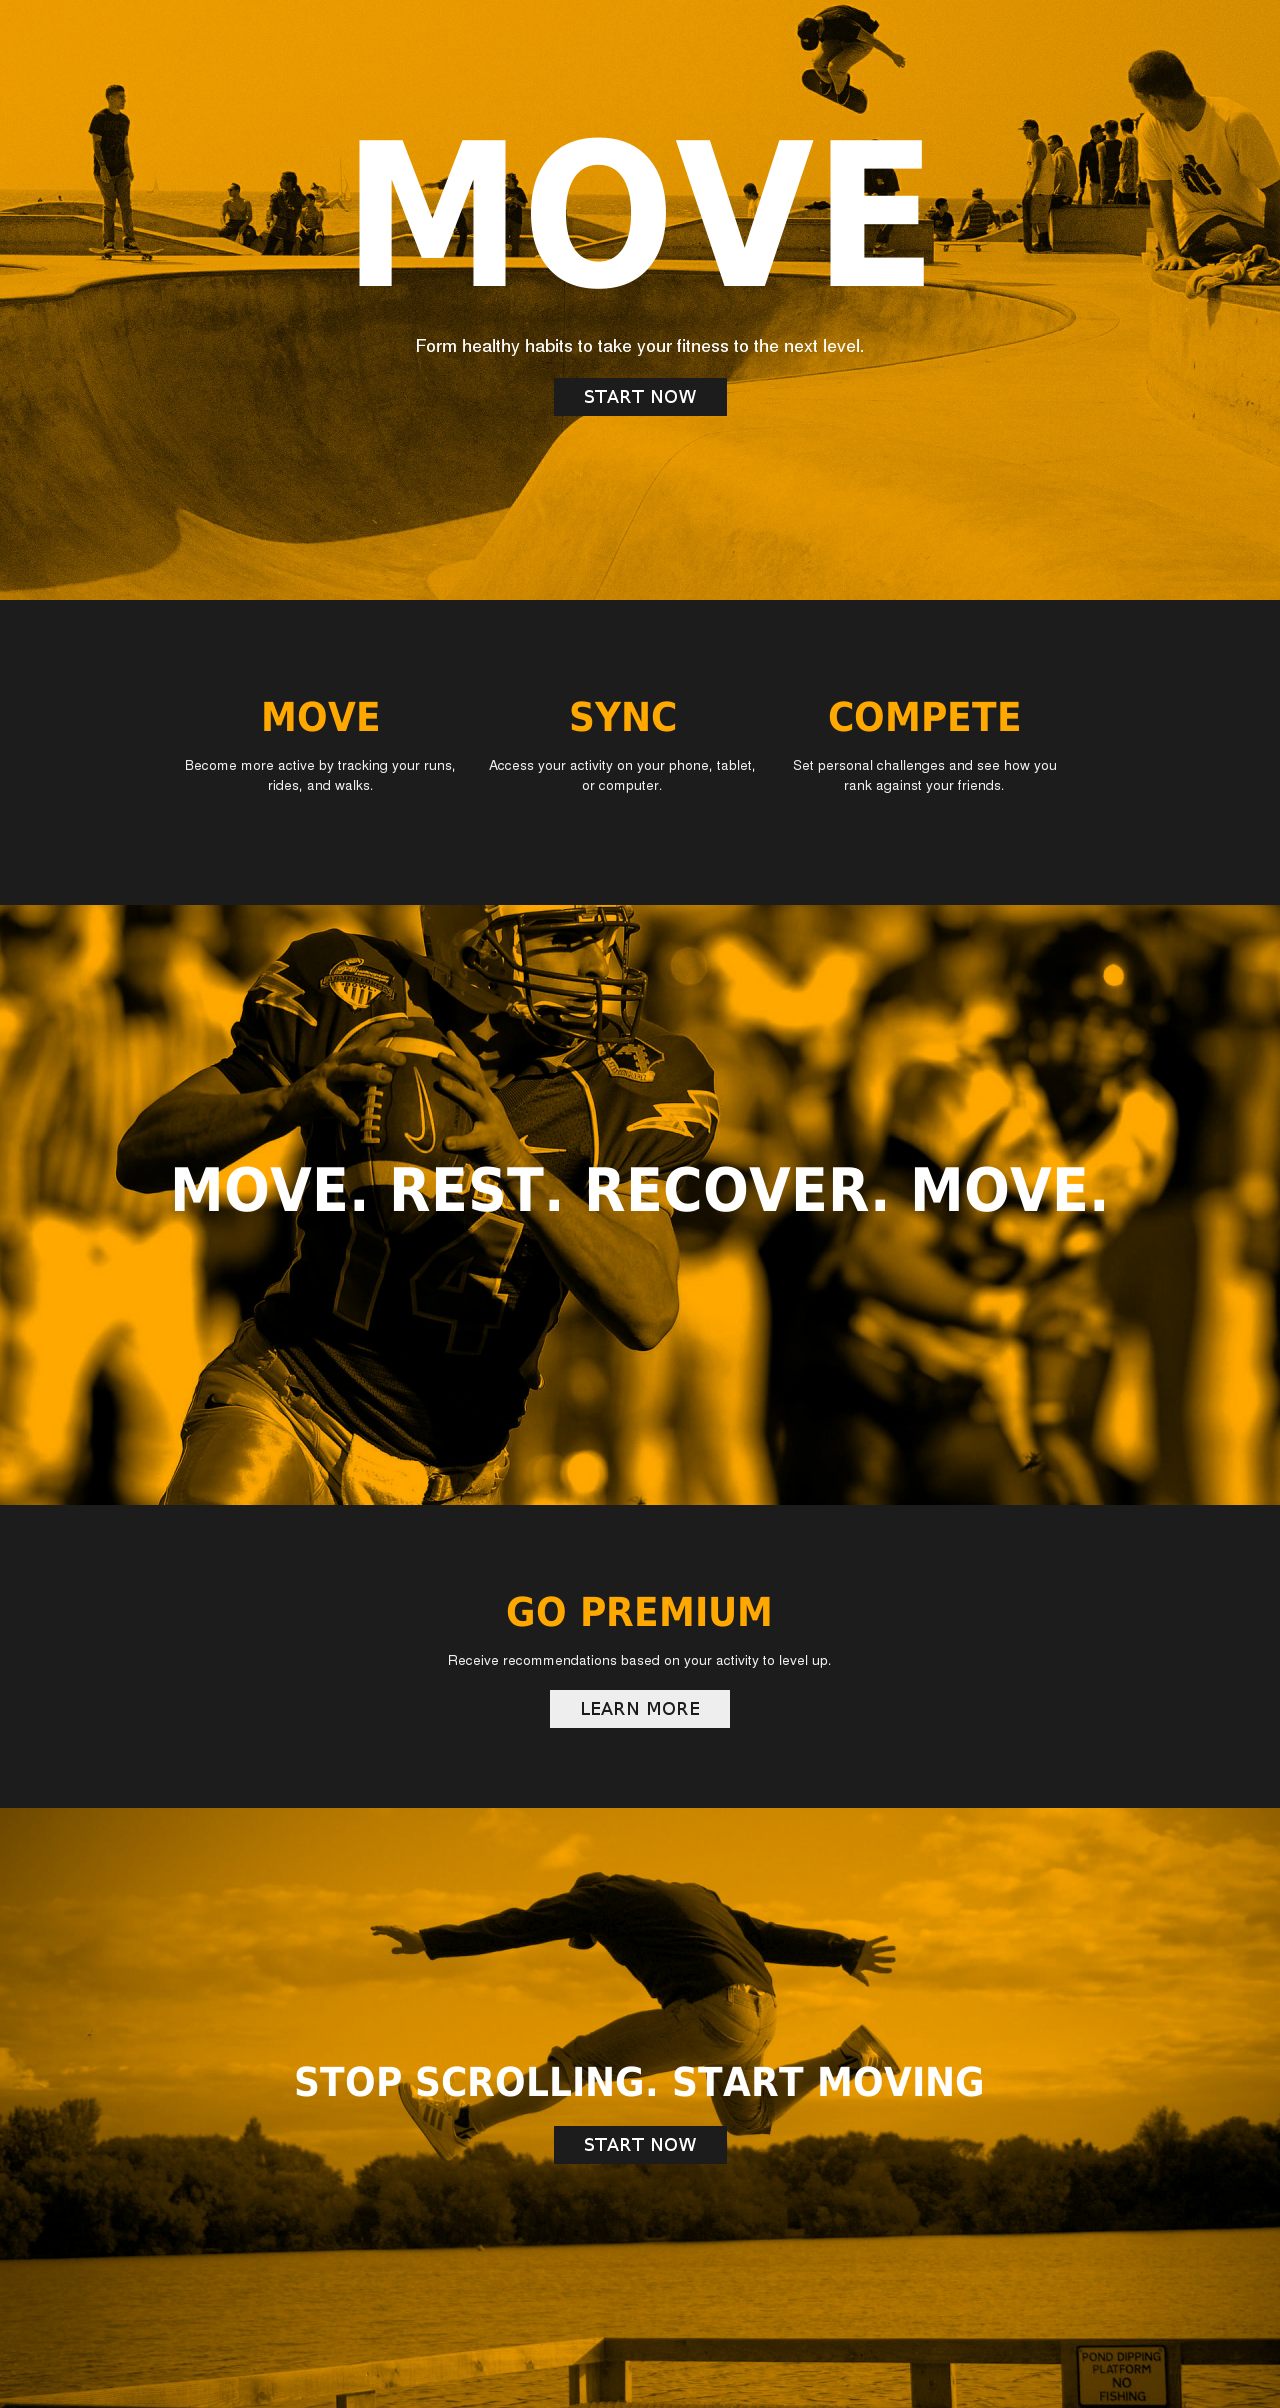 MOVE
Form healthy habits to take your fitness to the next level.
START NOW
MOVE
Become more active by tracking your runs,
rides, and walks.
SYNC
Access your activity on your phone, tablet,
or computer.
COMPETE
Set personal challenges and see how you
rank against your friends.
14
MOVE. REST. RECOVER. MOVE.
GO PREMIUM
Receive recommendations based on your activity to level up.
LEARN MORE
STOP SCROLLING. START MOVING
START NOW
POND DIPPING
PLATFORM
NO
FISHING